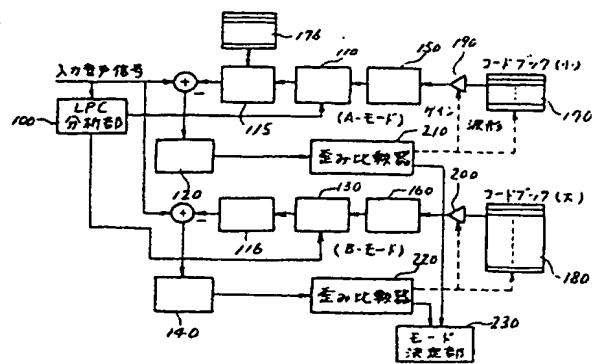 176
110
150
190
コードブック(小)
入力音声信号
+
−
LPC
分析部
100
115
(A-モード)
ゲイン
波形
170
210
歪み比較器
120
130
160
200
コードブック(大)
+
−
116
(B-モード)
220
180
歪み比較器
140
230
モード
決定部